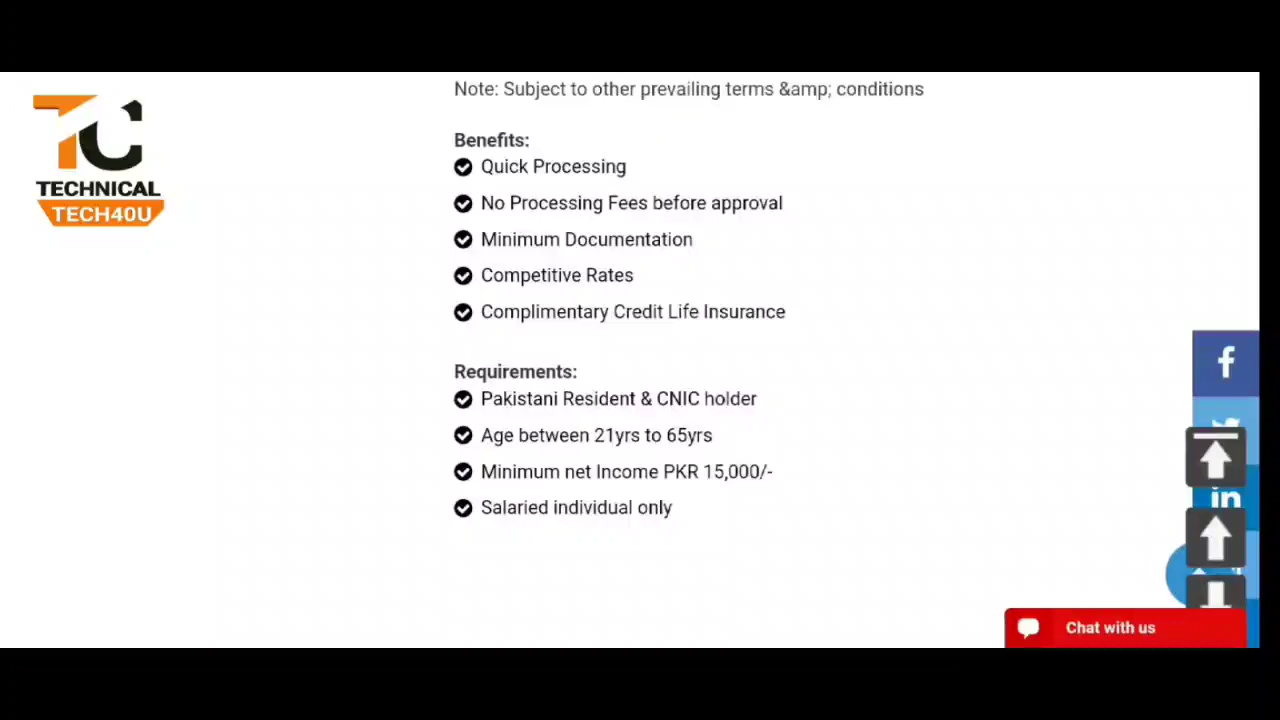 Note: Subject to other prevailing terms &amp; conditions
TC
TECHNICAL
TECH40U
Benefits:
Quick Processing
No Processing Fees before approval
Minimum Documentation
Competitive Rates
Complimentary Credit Life Insurance
Requirements:
Pakistani Resident & CNIC holder
Age between 21yrs to 65yrs
Minimum net Income PKR 15,000/-
Salaried individual only
f
in
Chat with us